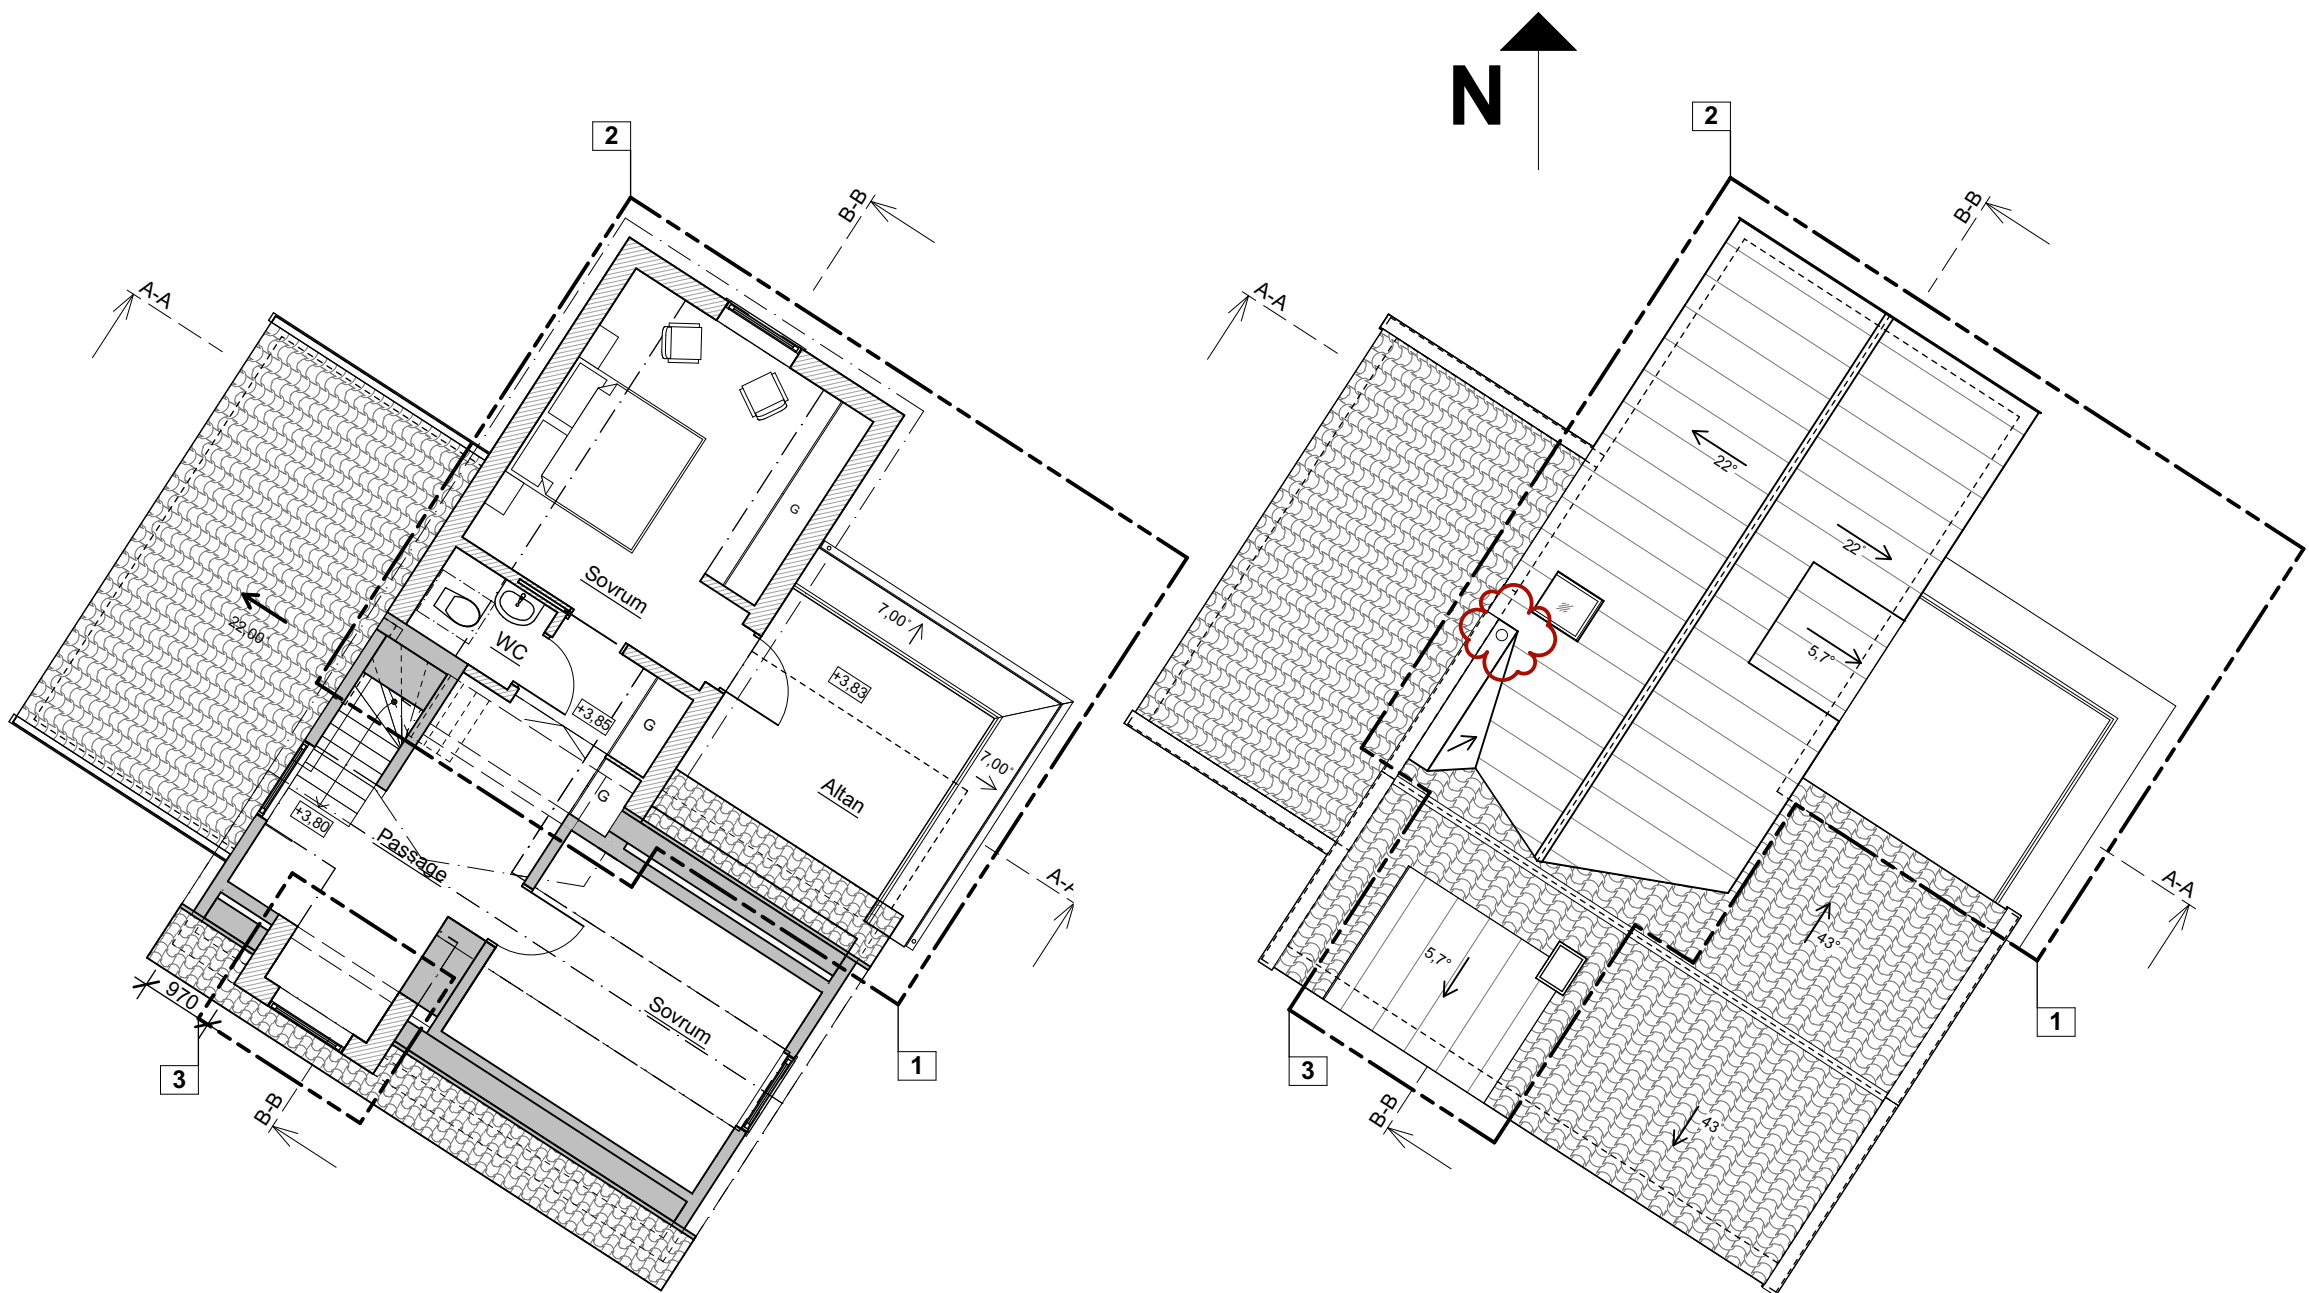 2
B-B
A-A
G
Sovrum
22,00°
WC
7,00°
+3,83
+3,85
G
7,00°
G
Altan
+3,80
Passage
A-A
970
Sovrum
3
B-B
1
N
2
B-B
A-A
22°
22°
5,7°
A-A
43°
5,7°
1
3
B-B
43°